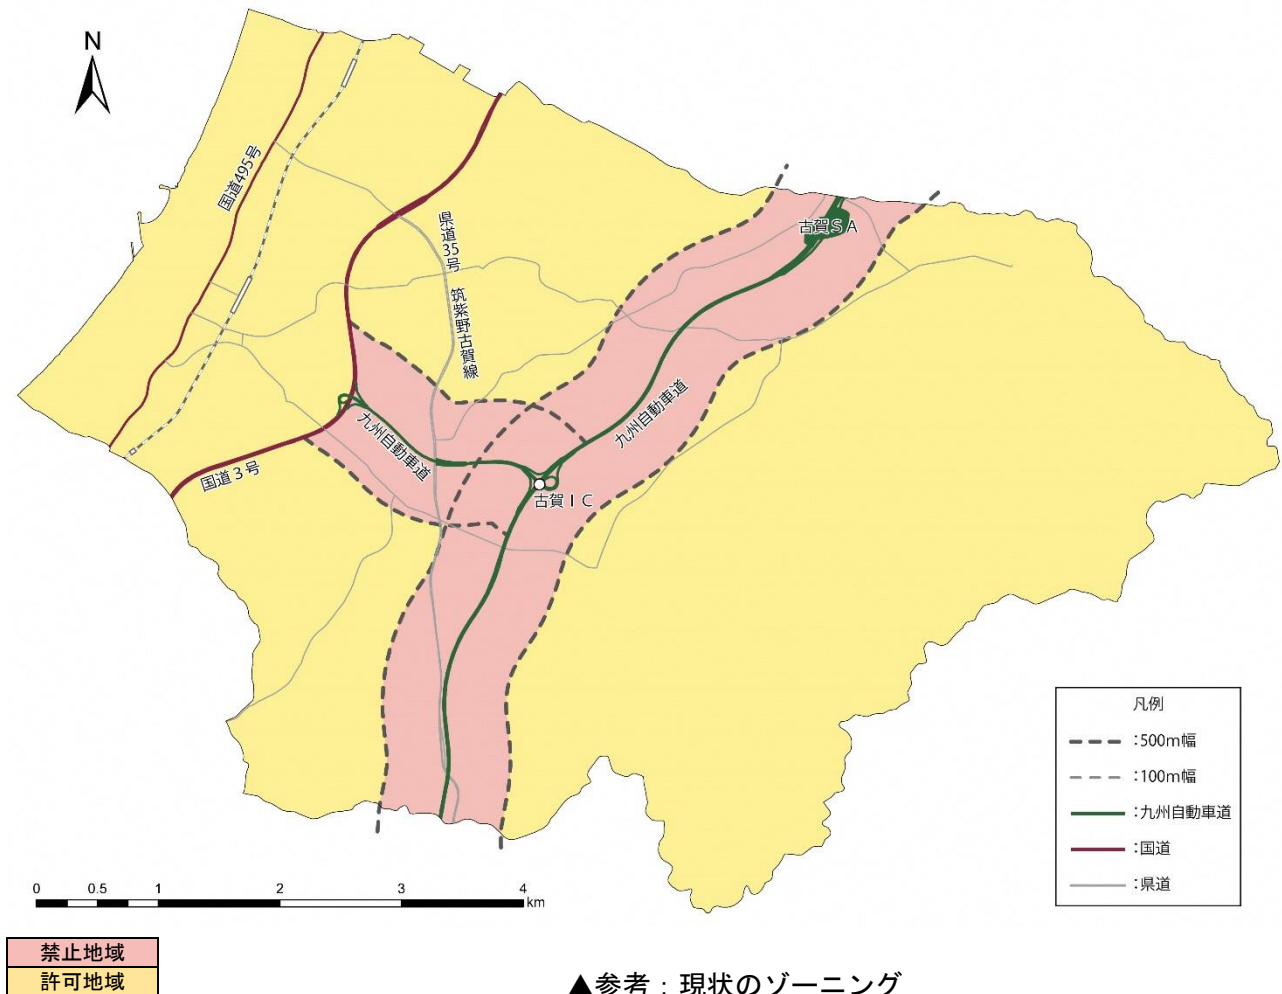 N
国道495号
県道35号 筑紫野古賀線
古賀SA
九州自動車道
九州自動車道
国道3号
古賀IC
凡例
:500m幅
:100m幅
:九州自動車道
:国道
:県道
0 0.5 1 2 3 4
km
禁止地域
許可地域
▲参考：現状のゾーニング